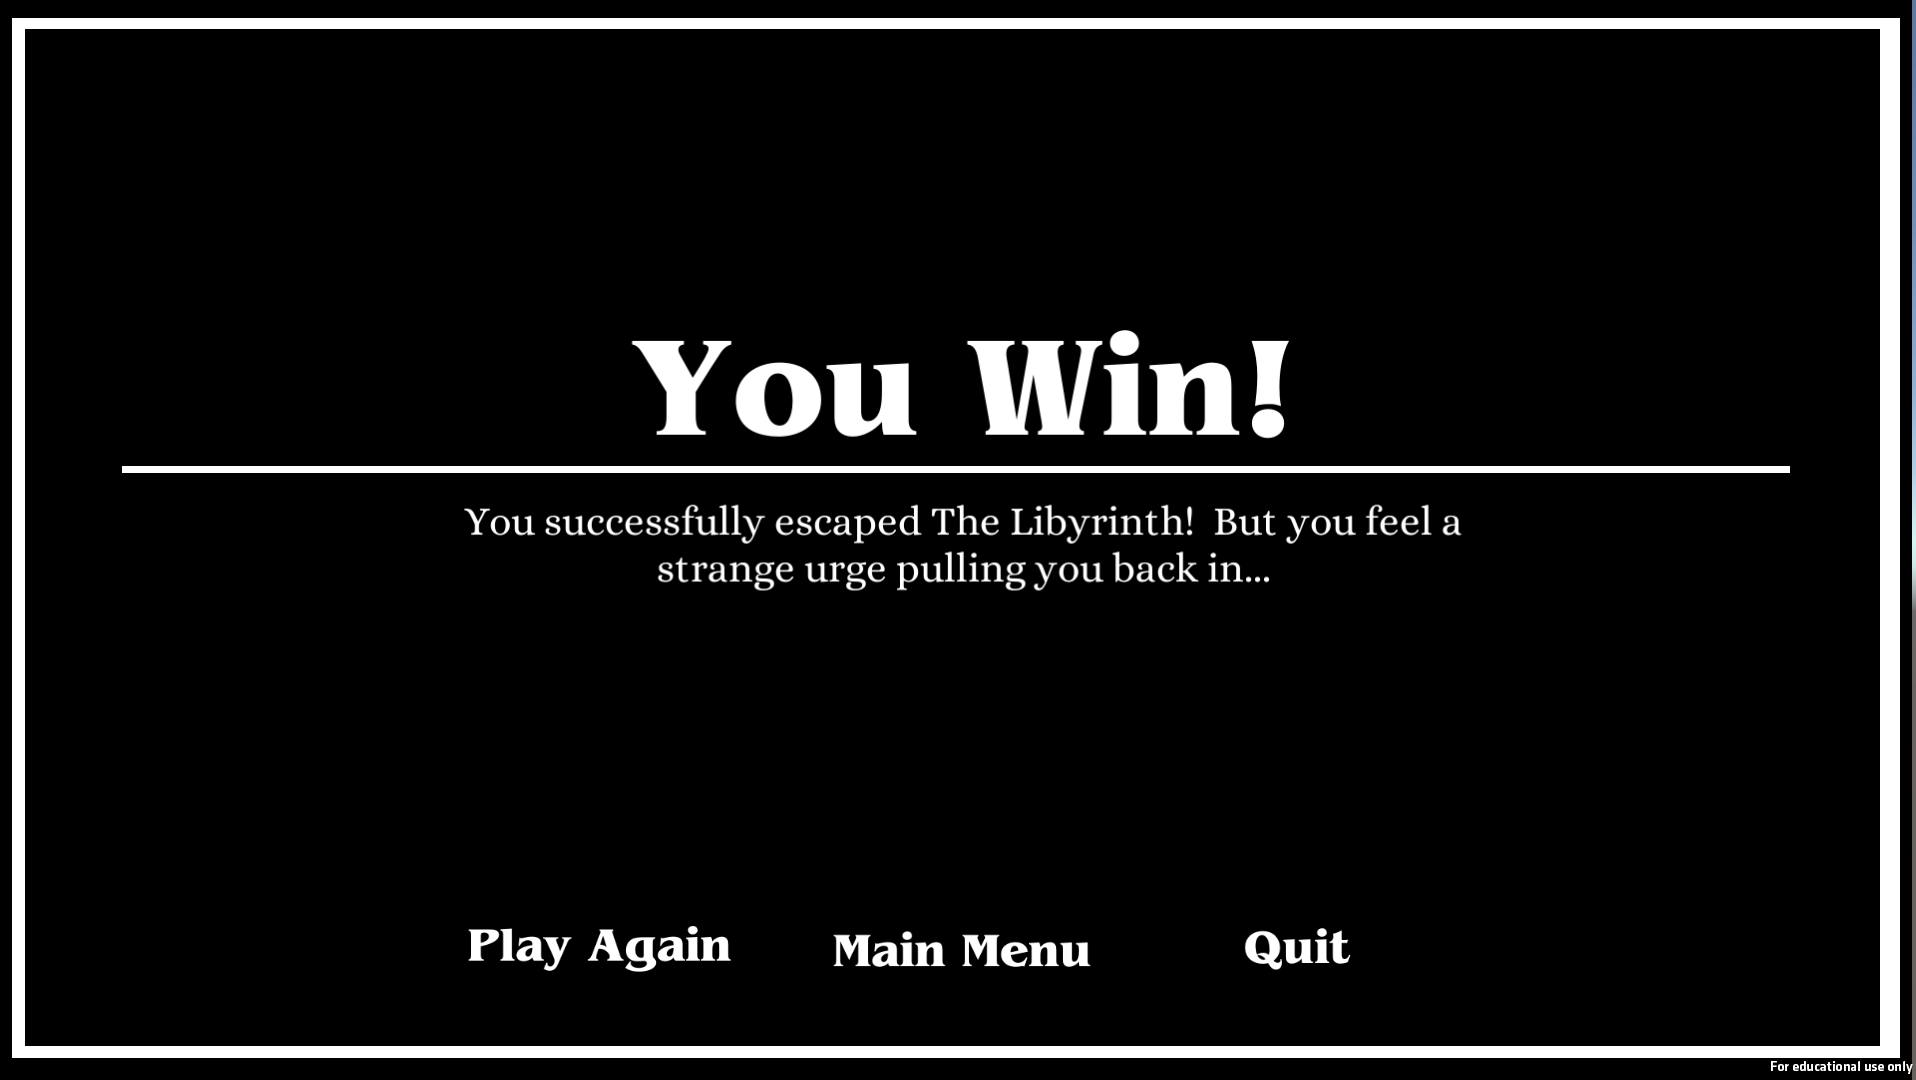 You Win!
You successfully escaped The Libyrinth!  But you feel a
strange urge pulling you back in...
Play Again
Main Menu
Quit
For educational use only